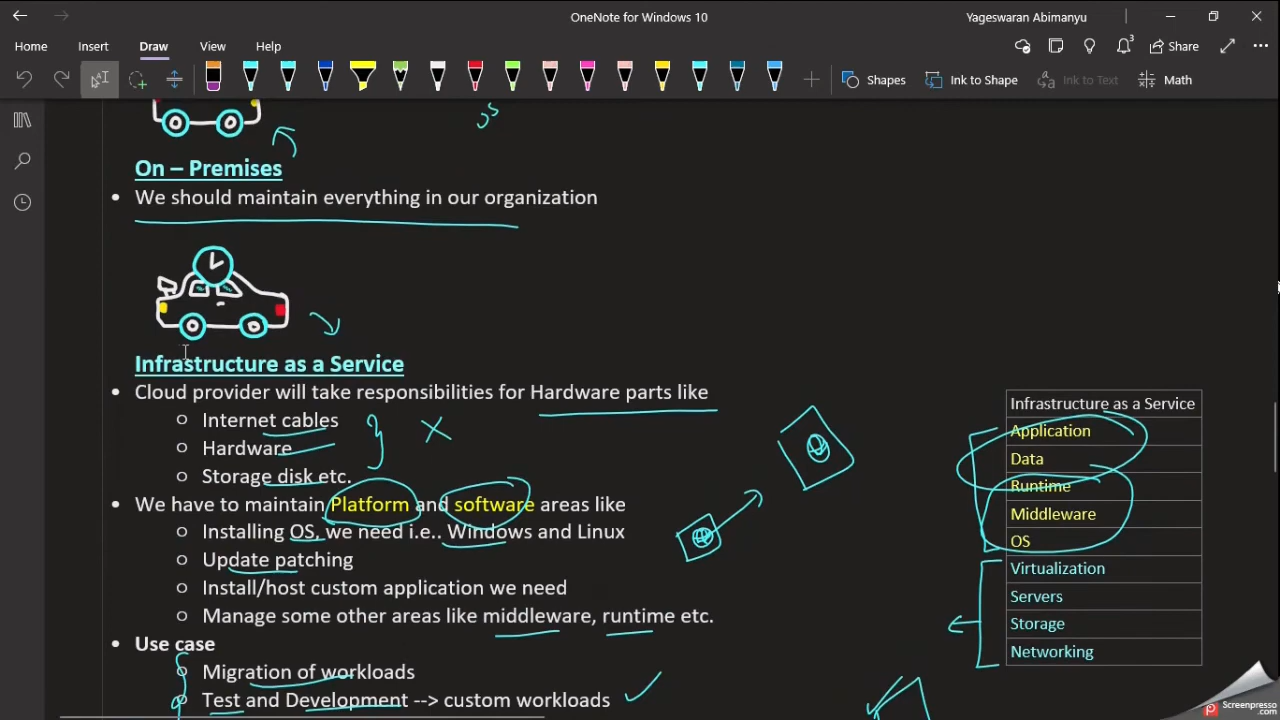 OneNote for Windows 10
Yageswaran Abimanyu
Home
Insert
Draw
View
Help
3
Share
Shapes
Ink to Shape
Ink to Text
Math
os
On – Premises
We should maintain everything in our organization
Infrastructure as a Service
Cloud provider will take responsibilities for Hardware parts like
Internet cables
Hardware
Storage disk etc.
We have to maintain Platform and software areas like
Installing OS, we need i.e.. Windows and Linux
Update patching
Install/host custom application we need
Manage some other areas like middleware, runtime etc.
Use case
Migration of workloads
Test and Development --> custom workloads
Infrastructure as a Service
Application
Data
Runtime
Middleware
OS
Virtualization
Servers
Storage
Networking
Screenpresso
screenpresso.com